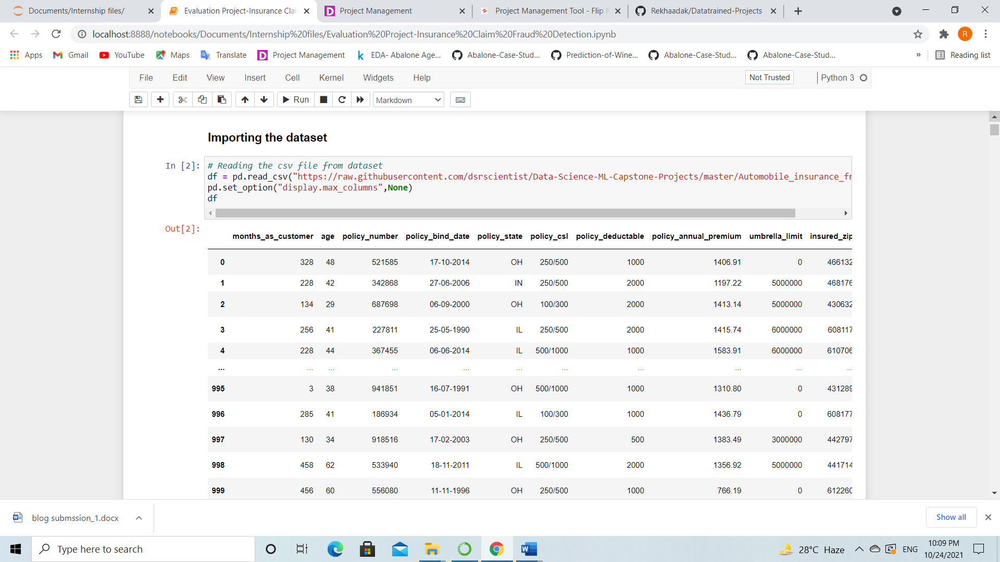 Documents/Internship files/
Evaluation Project-Insurance Clai
Project Management
Project Management Tool - Flip R
Rekhaadak/Datatrained-Projects
localhost:8888/notebooks/Documents/Internship%20files/Evaluation%20Project-Insurance%20Claim%20Fraud%20Detection.ipynb
R
Apps Gmail YouTube Maps Translate Project Management EDA- Abalone Age... Abalone-Case-Stud... Prediction-of-Wine... Abalone-Case-Stud... Abalone-Case-Stud... » Reading list
File Edit View Insert Cell Kernel Widgets Help Not Trusted Python 3
Run Markdown
Importing the dataset
In [2]: # Reading the csv file from dataset
df = pd.read_csv("https://raw.githubusercontent.com/dsrscientist/Data-Science-ML-Capstone-Projects/master/Automobile_insurance_fr
pd.set_option("display.max_columns",None)
df
Out[2]:
months_as_customer age policy_number policy_bind_date policy_state policy_csl policy_deductable policy_annual_premium umbrella_limit insured_zip
0 328 48 521585 17-10-2014 OH 250/500 1000 1406.91 0 466132
1 228 42 342868 27-06-2006 IN 250/500 2000 1197.22 5000000 468176
2 134 29 687698 06-09-2000 OH 100/300 2000 1413.14 5000000 430632
3 256 41 227811 25-05-1990 IL 250/500 2000 1415.74 6000000 608117
4 228 44 367455 06-06-2014 IL 500/1000 1000 1583.91 6000000 610706
... ... ... ... ... ... ... ... ... ... ...
995 3 38 941851 16-07-1991 OH 500/1000 1000 1310.80 0 431289
996 285 41 186934 05-01-2014 IL 100/300 1000 1436.79 0 608177
997 130 34 918516 17-02-2003 OH 250/500 500 1383.49 3000000 442797
998 458 62 533940 18-11-2011 IL 500/1000 2000 1356.92 5000000 441714
999 456 60 556080 11-11-1996 OH 250/500 1000 766.19 0 612260
blog submssion_1.docx
Show all
Type here to search
28°C Haze
ENG
10:09 PM
10/24/2021